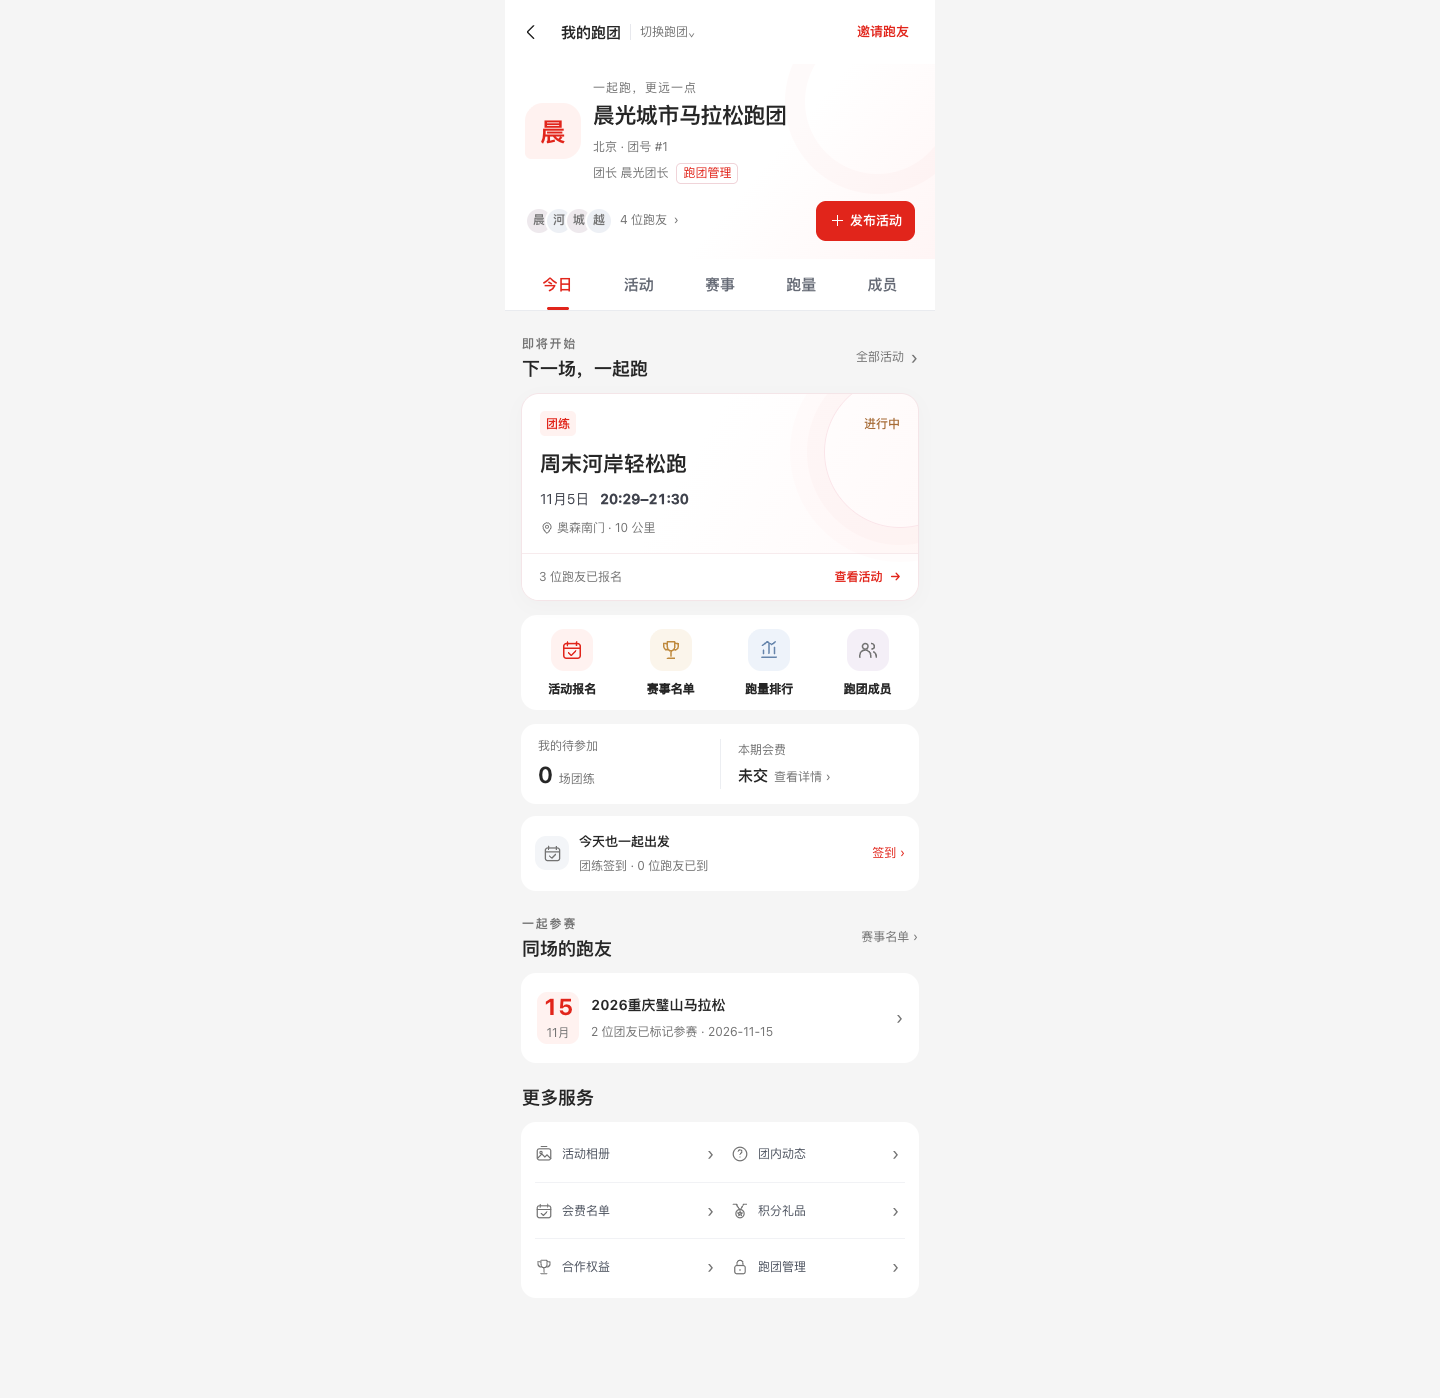 我的跑团 切换跑团 邀请跑友
一起跑，更远一点
晨
晨光城市马拉松跑团
北京 · 团号 #1
团长 晨光团长 跑团管理
晨 河 城 越 4 位跑友 ›
发布活动
今日 活动 赛事 跑量 成员
即将开始
下一场，一起跑
全部活动 ›
团练 进行中
周末河岸轻松跑
11月5日 20:29–21:30
奥森南门 · 10 公里
3 位跑友已报名 查看活动 →
活动报名 赛事名单 跑量排行 跑团成员
我的待参加
0 场团练
本期会费
未交 查看详情 ›
今天也一起出发
团练签到 · 0 位跑友已到
签到 ›
一起参赛
同场的跑友
赛事名单 ›
15
11月
2026重庆璧山马拉松
2 位团友已标记参赛 · 2026-11-15
›
更多服务
活动相册 › 团内动态 ›
会费名单 › 积分礼品 ›
合作权益 › 跑团管理 ›